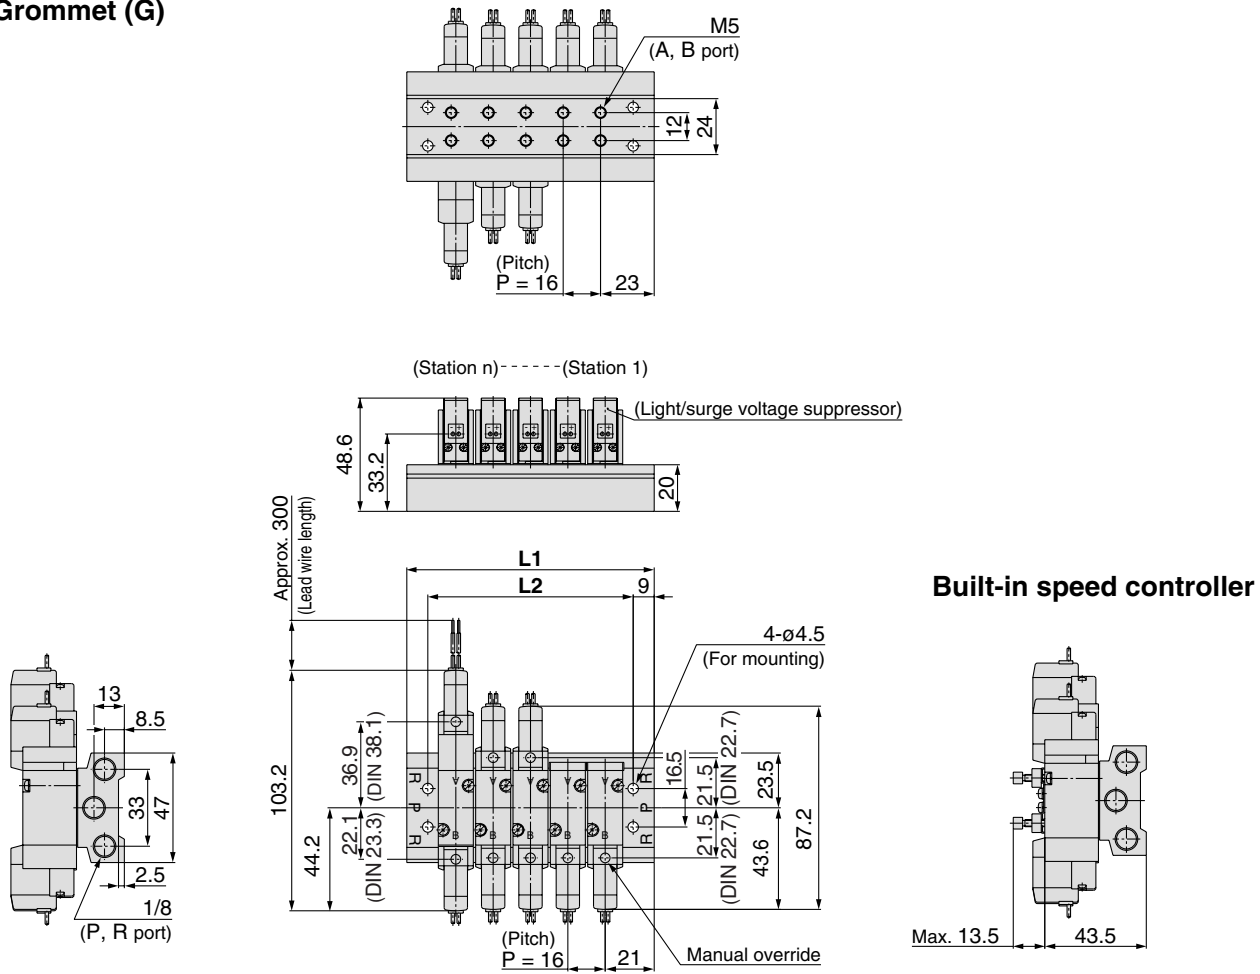 Grommet (G)
M5
(A, B port)
12
24
(Pitch)
P = 16
23
(Station n)------(Station 1)
(Light/surge voltage suppressor)
48.6
33.2
20
Approx. 300
(Lead wire length)
L1
L2
9
Built-in speed controller
4-ø4.5
(For mounting)
13
8.5
33
47
2.5
1/8
(P, R port)
103.2
44.2
36.9
(DIN 38.1)
22.1
(DIN 23.3)
R
P
R
A
A
A
A
A
B
B
B
B
B
R
P
R
16.5
21.5
(DIN 22.7)
21.5
(DIN 22.7)
23.5
43.6
87.2
(Pitch)
P = 16
21
Manual override
Max. 13.5
43.5